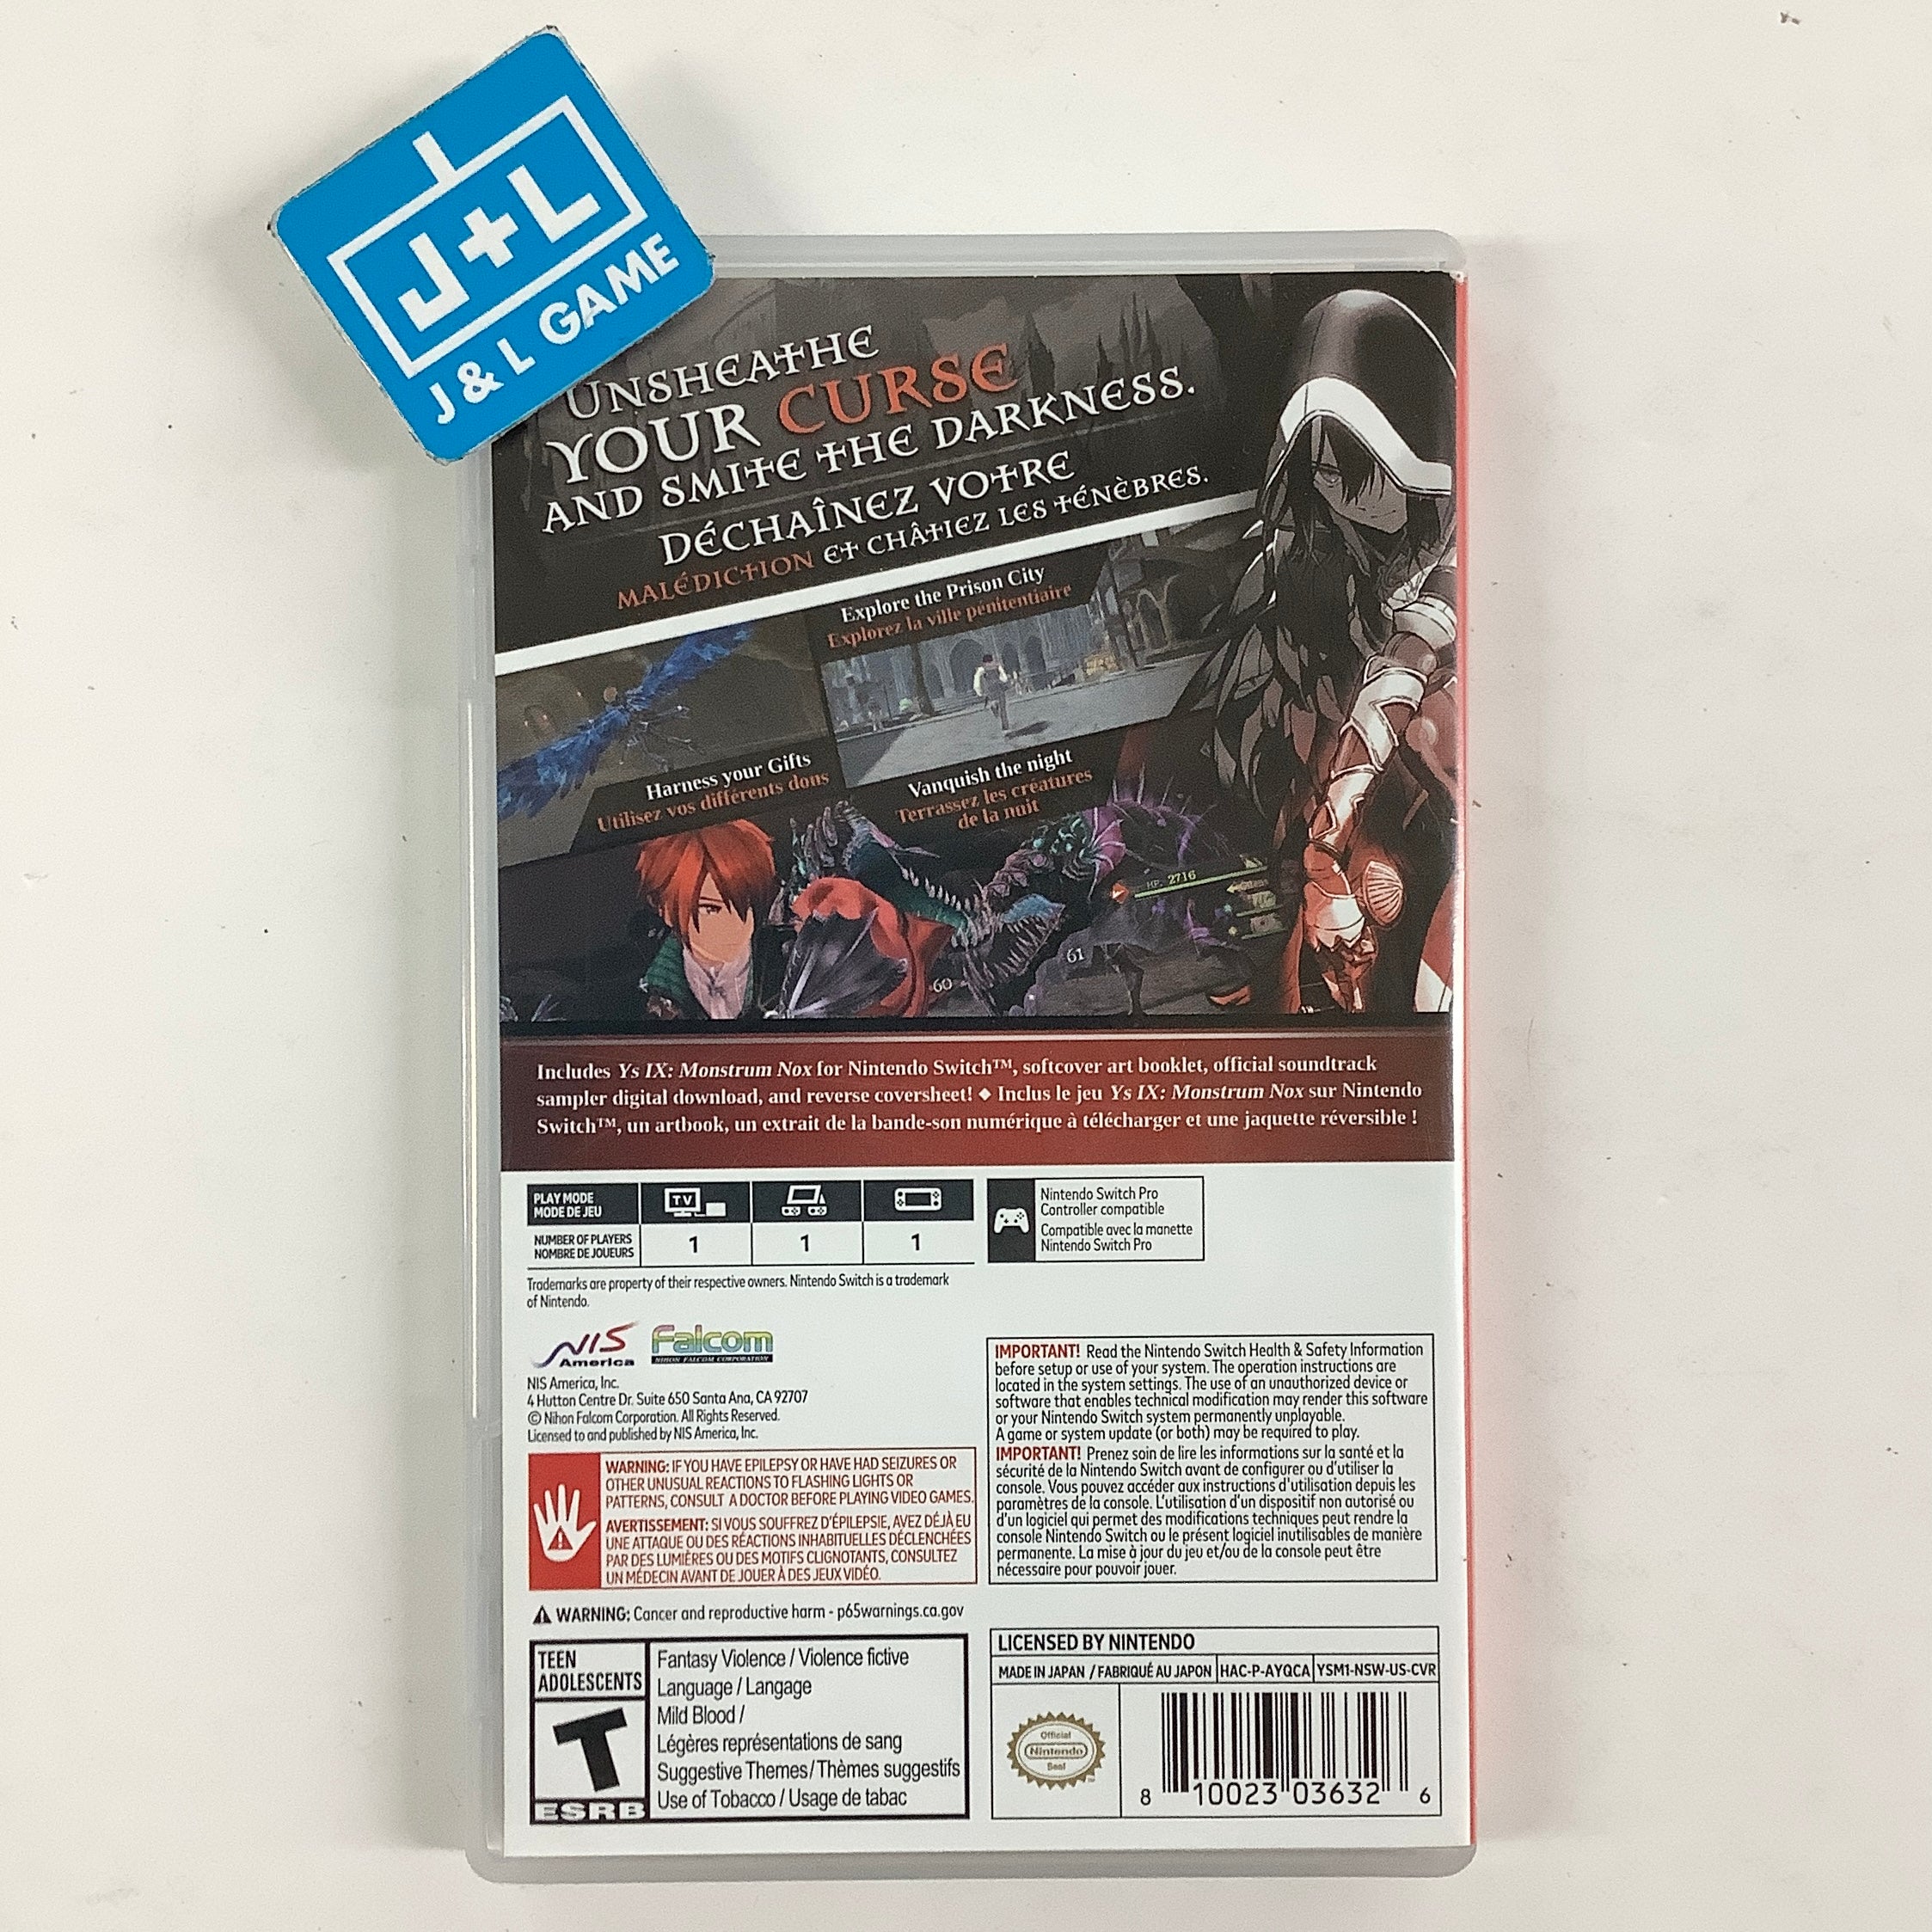 J+L
J & L GAME
UNSHEATHE
YOUR CURSE
AND SMITE THE DARKNESS.
DÉCHAÎNEZ VOTRE
MALÉDICTION ET CHÂTIEZ LES TÉNÈBRES.
Explore the Prison City
Explorez la ville pénitentiaire
Harness your Gifts
Utilisez vos différents dons
Vanquish the night
Terrassez les créatures
de la nuit
HP. 2716
61
60
Includes Ys IX: Monstrum Nox for Nintendo Switch™, softcover art booklet, official soundtrack
sampler digital download, and reverse coversheet! ◆ Inclus le jeu Ys IX: Monstrum Nox sur Nintendo
Switch™, un artbook, un extrait de la bande-son numérique à télécharger et une jaquette réversible !
PLAY MODE
MODE DE JEU
TV
NUMBER OF PLAYERS
NOMBRE DE JOUEURS
1 1 1
Nintendo Switch Pro
Controller compatible
Compatible avec la manette
Nintendo Switch Pro
Trademarks are property of their respective owners. Nintendo Switch is a trademark
of Nintendo.
NIS
America
Falcom
NIHON FALCOM CORPORATION
NIS America, Inc.
4 Hutton Centre Dr. Suite 650 Santa Ana, CA 92707
© Nihon Falcom Corporation. All Rights Reserved.
Licensed to and published by NIS America, Inc.
IMPORTANT! Read the Nintendo Switch Health & Safety Information
before setup or use of your system. The operation instructions are
located in the system settings. The use of an unauthorized device or
software that enables technical modification may render this software
or your Nintendo Switch system permanently unplayable.
A game or system update (or both) may be required to play.
IMPORTANT! Prenez soin de lire les informations sur la santé et la
sécurité de la Nintendo Switch avant de configurer ou d'utiliser la
console. Vous pouvez accéder aux instructions d'utilisation depuis les
paramètres de la console. L'utilisation d'un dispositif non autorisé ou
d'un logiciel qui permet des modifications techniques peut rendre la
console Nintendo Switch ou le présent logiciel inutilisables de manière
permanente. La mise à jour du jeu et/ou de la console peut être
nécessaire pour pouvoir jouer.
WARNING: IF YOU HAVE EPILEPSY OR HAVE HAD SEIZURES OR
OTHER UNUSUAL REACTIONS TO FLASHING LIGHTS OR
PATTERNS, CONSULT A DOCTOR BEFORE PLAYING VIDEO GAMES.
AVERTISSEMENT: SI VOUS SOUFFREZ D'ÉPILEPSIE, AVEZ DÉJÀ EU
UNE ATTAQUE OU DES RÉACTIONS INHABITUELLES DÉCLENCHÉES
PAR DES LUMIÈRES OU DES MOTIFS CLIGNOTANTS, CONSULTEZ
UN MÉDECIN AVANT DE JOUER À DES JEUX VIDÉO.
WARNING: Cancer and reproductive harm - p65warnings.ca.gov
TEEN
ADOLESCENTS
T
ESRB
Fantasy Violence / Violence fictive
Language / Langage
Mild Blood /
Légères représentations de sang
Suggestive Themes / Thèmes suggestifs
Use of Tobacco / Usage de tabac
LICENSED BY NINTENDO
MADE IN JAPAN / FABRIQUÉ AU JAPON HAC-P-AYQCA YSM1-NSW-US-CVR
Official
Nintendo
Seal
8 10023 03632 6